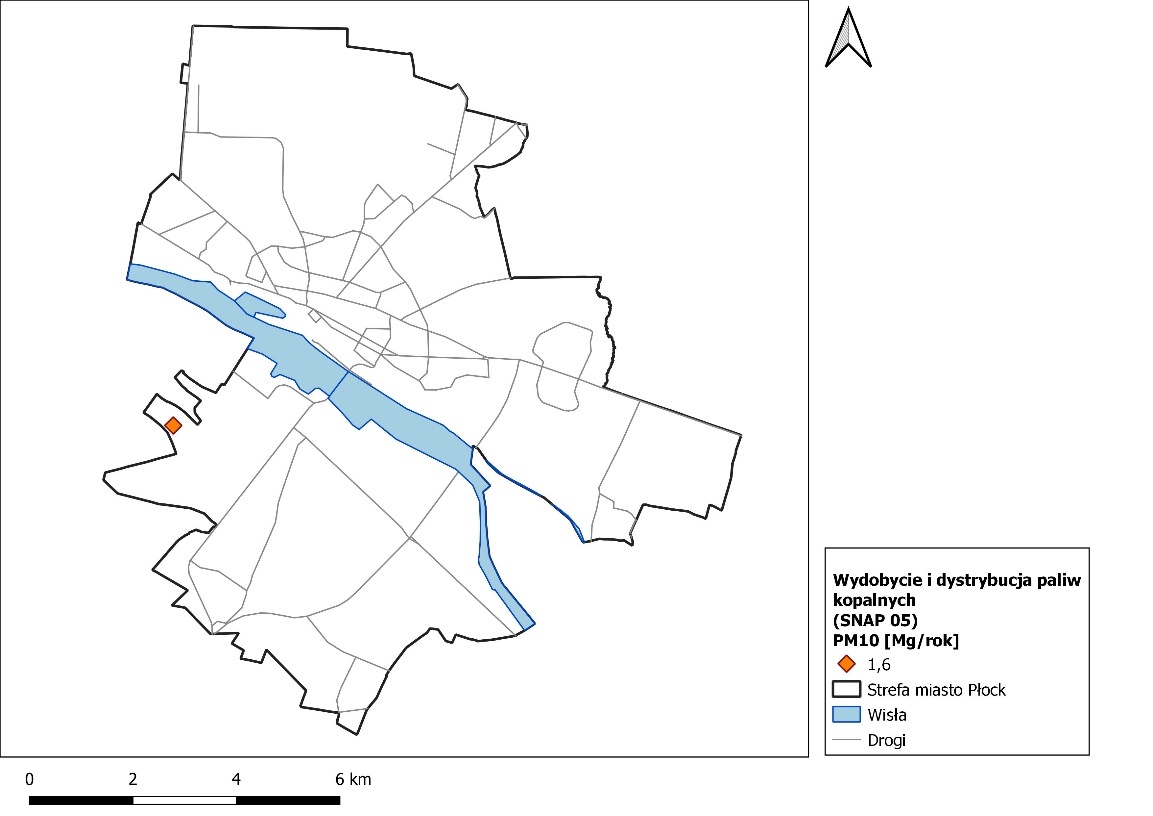 Wydobycie i dystrybucja paliw
kopalnych
(SNAP 05)
PM10 [Mg/rok]
1,6
Strefa miasto Płock
Wisła
Drogi
0 2 4 6 km